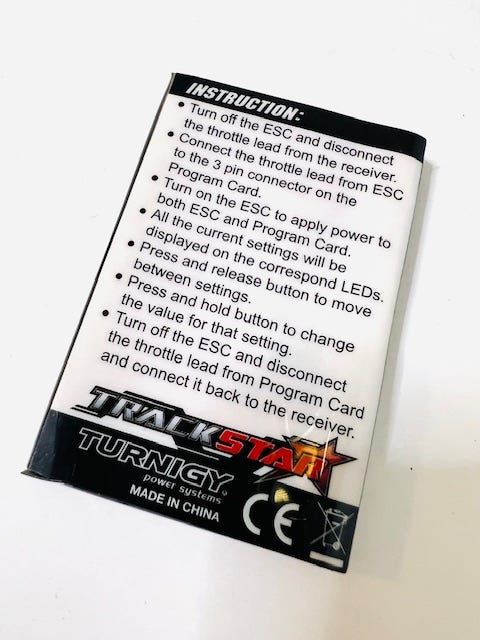 INSTRUCTION:
• Turn off the ESC and disconnect
the throttle lead from the receiver.
• Connect the throttle lead from ESC
to the 3 pin connector on the
Program Card.
• Turn on the ESC to apply power to
both ESC and Program Card.
• All the current settings will be
displayed on the correspond LEDs.
• Press and release button to move
between settings.
• Press and hold button to change
the value for that setting.
• Turn off the ESC and disconnect
the throttle lead from Program Card
and connect it back to the receiver.
TRACKSTAR
TURNIGY
power systems
MADE IN CHINA
CE